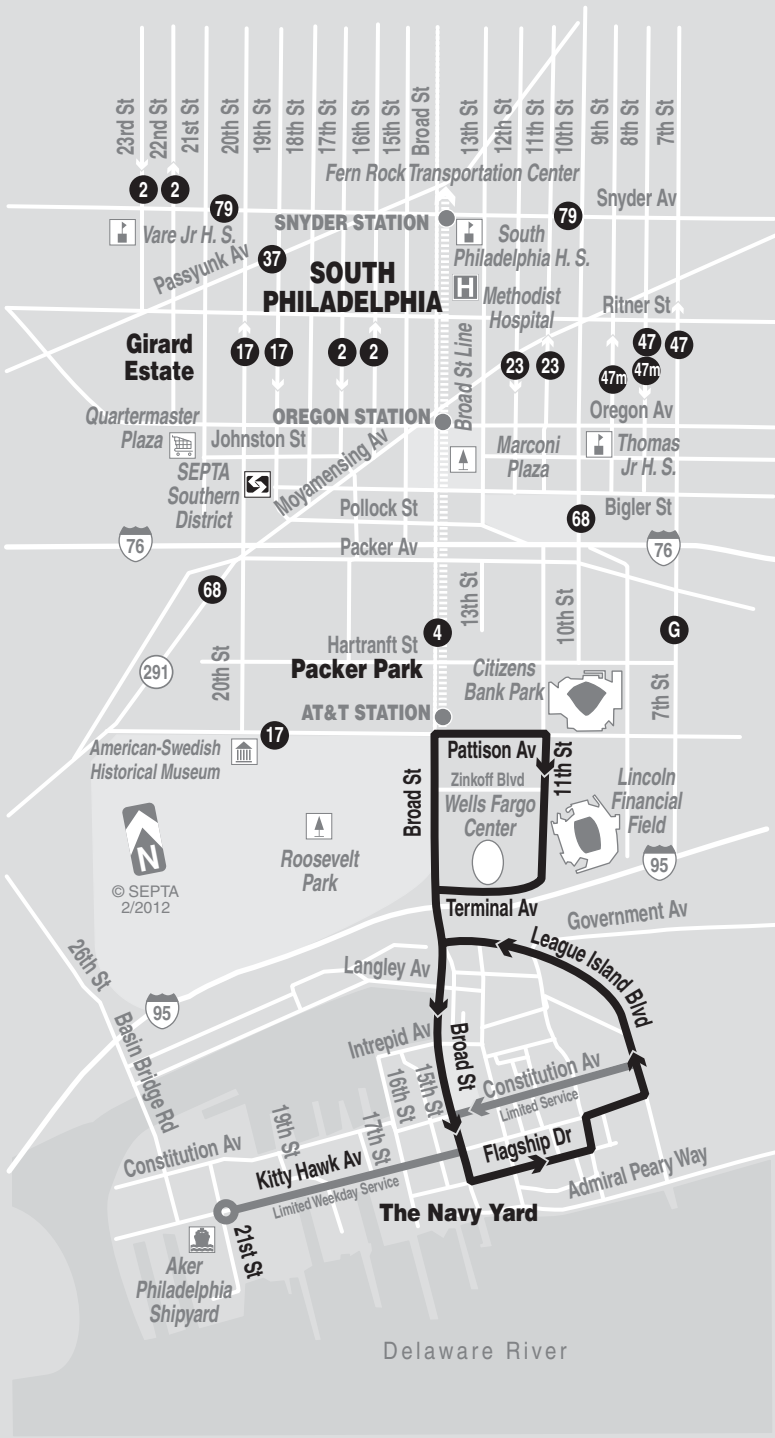 23rd St
22nd St
21st St
20th St
19th St
18th St
17th St
16th St
15th St
Broad St
13th St
12th St
11th St
10th St
9th St
8th St
7th St
Fern Rock Transportation Center
2
2
79
Snyder Av
SNYDER STATION
79
Vare Jr H. S.
South
Philadelphia H. S.
Passyunk Av
37
SOUTH
PHILADELPHIA
H
Methodist
Hospital
Ritner St
Girard
Estate
17
17
2
2
Broad St Line
23
23
47
47
47m
47m
Quartermaster
Plaza
OREGON STATION
Oregon Av
Johnston St
Moyamensing Av
Marconi
Plaza
Thomas
Jr H. S.
SEPTA
Southern
District
Pollock St
68
Bigler St
76
Packer Av
76
68
13th St
10th St
4
G
Hartranft St
Packer Park
291
20th St
Citizens
Bank Park
7th St
AT&T STATION
17
American-Swedish
Historical Museum
Pattison Av
11th St
Zinkoff Blvd
Broad St
Wells Fargo
Center
Lincoln
Financial
Field
N
© SEPTA
2/2012
Roosevelt
Park
95
Terminal Av
Government Av
26th St
Langley Av
League Island Blvd
95
Basin Bridge Rd
Intrepid Av
Broad St
15th St
16th St
Constitution Av
Limited Service
19th St
17th St
Constitution Av
Kitty Hawk Av
Limited Weekday Service
Flagship Dr
Admiral Peary Way
The Navy Yard
21st St
Aker
Philadelphia
Shipyard
Delaware River